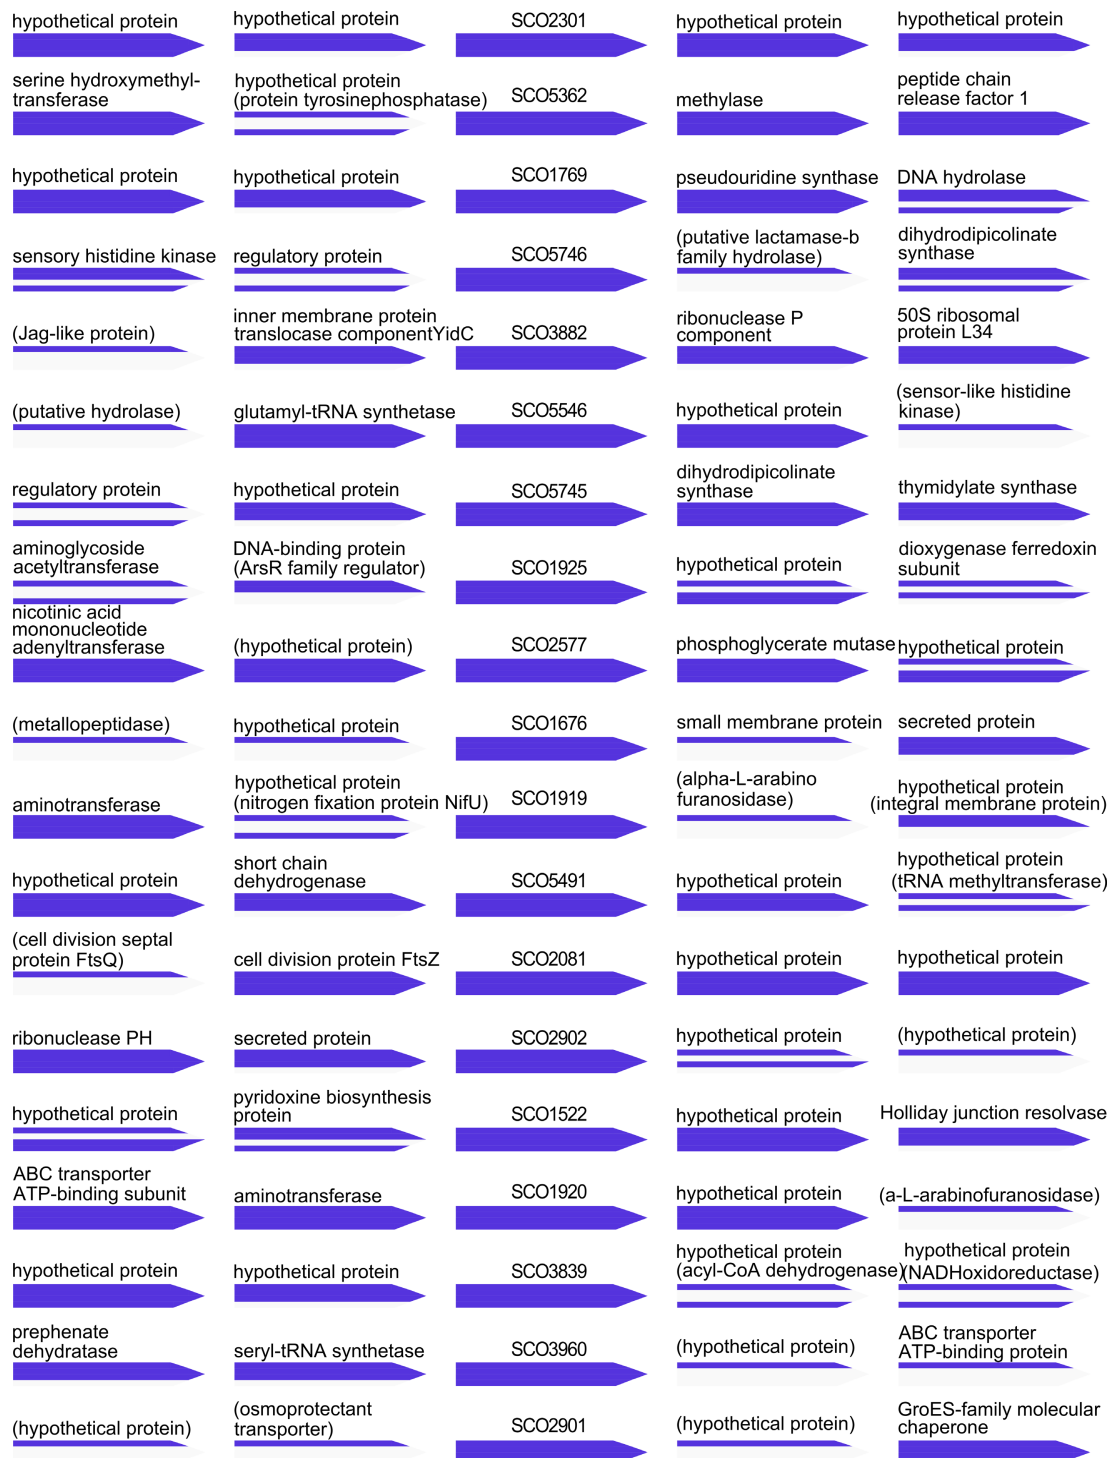 hypothetical protein
hypothetical protein
SCO2301
hypothetical protein
hypothetical protein
serine hydroxymethyl-
transferase
hypothetical protein
(protein tyrosinephosphatase)
SCO5362
methylase
peptide chain
release factor 1
hypothetical protein
hypothetical protein
SCO1769
pseudouridine synthase
DNA hydrolase
sensory histidine kinase
regulatory protein
SCO5746
(putative lactamase-b
family hydrolase)
dihydrodipicolinate
synthase
(Jag-like protein)
inner membrane protein
translocase componentYidC
SCO3882
ribonuclease P
component
50S ribosomal
protein L34
(putative hydrolase)
glutamyl-tRNA synthetase
SCO5546
hypothetical protein
(sensor-like histidine
kinase)
regulatory protein
hypothetical protein
SCO5745
dihydrodipicolinate
synthase
thymidylate synthase
aminoglycoside
acetyltransferase
DNA-binding protein
(ArsR family regulator)
SCO1925
hypothetical protein
dioxygenase ferredoxin
subunit
nicotinic acid
mononucleotide
adenyltransferase
(hypothetical protein)
SCO2577
phosphoglycerate mutase
hypothetical protein
(metallopeptidase)
hypothetical protein
SCO1676
small membrane protein
secreted protein
aminotransferase
hypothetical protein
(nitrogen fixation protein NifU)
SCO1919
(alpha-L-arabino
furanosidase)
hypothetical protein
(integral membrane protein)
hypothetical protein
short chain
dehydrogenase
SCO5491
hypothetical protein
hypothetical protein
(tRNA methyltransferase)
(cell division septal
protein FtsQ)
cell division protein FtsZ
SCO2081
hypothetical protein
hypothetical protein
ribonuclease PH
secreted protein
SCO2902
hypothetical protein
(hypothetical protein)
hypothetical protein
pyridoxine biosynthesis
protein
SCO1522
hypothetical protein
Holliday junction resolvase
ABC transporter
ATP-binding subunit
aminotransferase
SCO1920
hypothetical protein
(a-L-arabinofuranosidase)
hypothetical protein
hypothetical protein
SCO3839
hypothetical protein
(acyl-CoA dehydrogenase)
hypothetical protein
(NADHoxidoreductase)
prephenate
dehydratase
seryl-tRNA synthetase
SCO3960
(hypothetical protein)
ABC transporter
ATP-binding protein
(hypothetical protein)
(osmoprotectant
transporter)
SCO2901
(hypothetical protein)
GroES-family molecular
chaperone